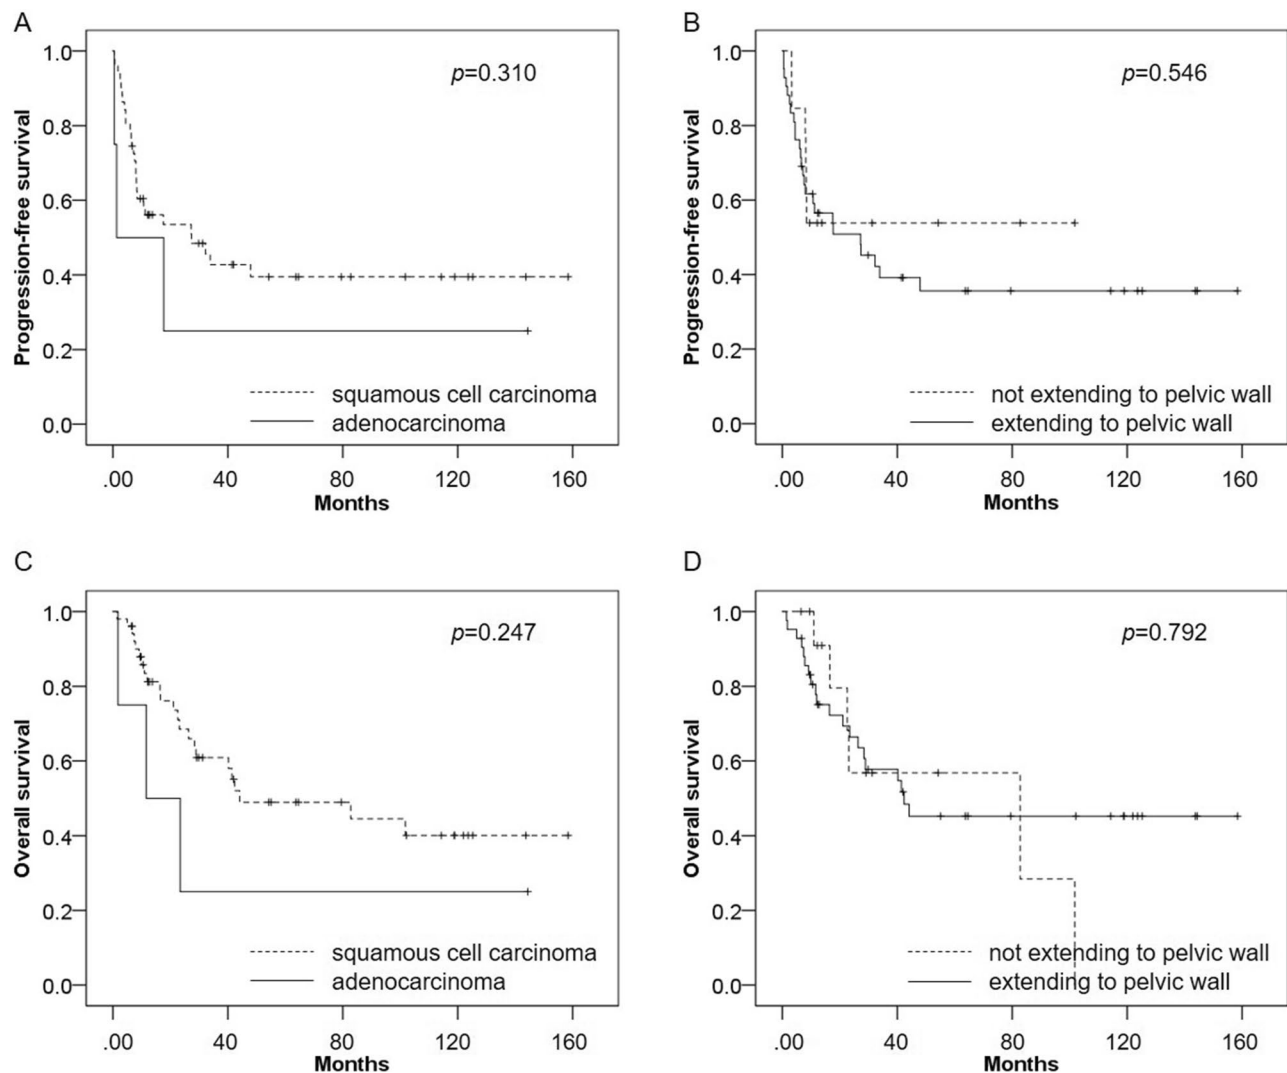 A
p=0.310
Progression-free survival
1.0
0.8
0.6
0.4
0.2
0.0
squamous cell carcinoma
adenocarcinoma
.00 40 80 120 160
Months
B
p=0.546
Progression-free survival
1.0
0.8
0.6
0.4
0.2
0.0
not extending to pelvic wall
extending to pelvic wall
.00 40 80 120 160
Months
C
p=0.247
Overall survival
1.0
0.8
0.6
0.4
0.2
0.0
squamous cell carcinoma
adenocarcinoma
.00 40 80 120 160
Months
D
p=0.792
Overall survival
1.0
0.8
0.6
0.4
0.2
0.0
not extending to pelvic wall
extending to pelvic wall
.00 40 80 120 160
Months